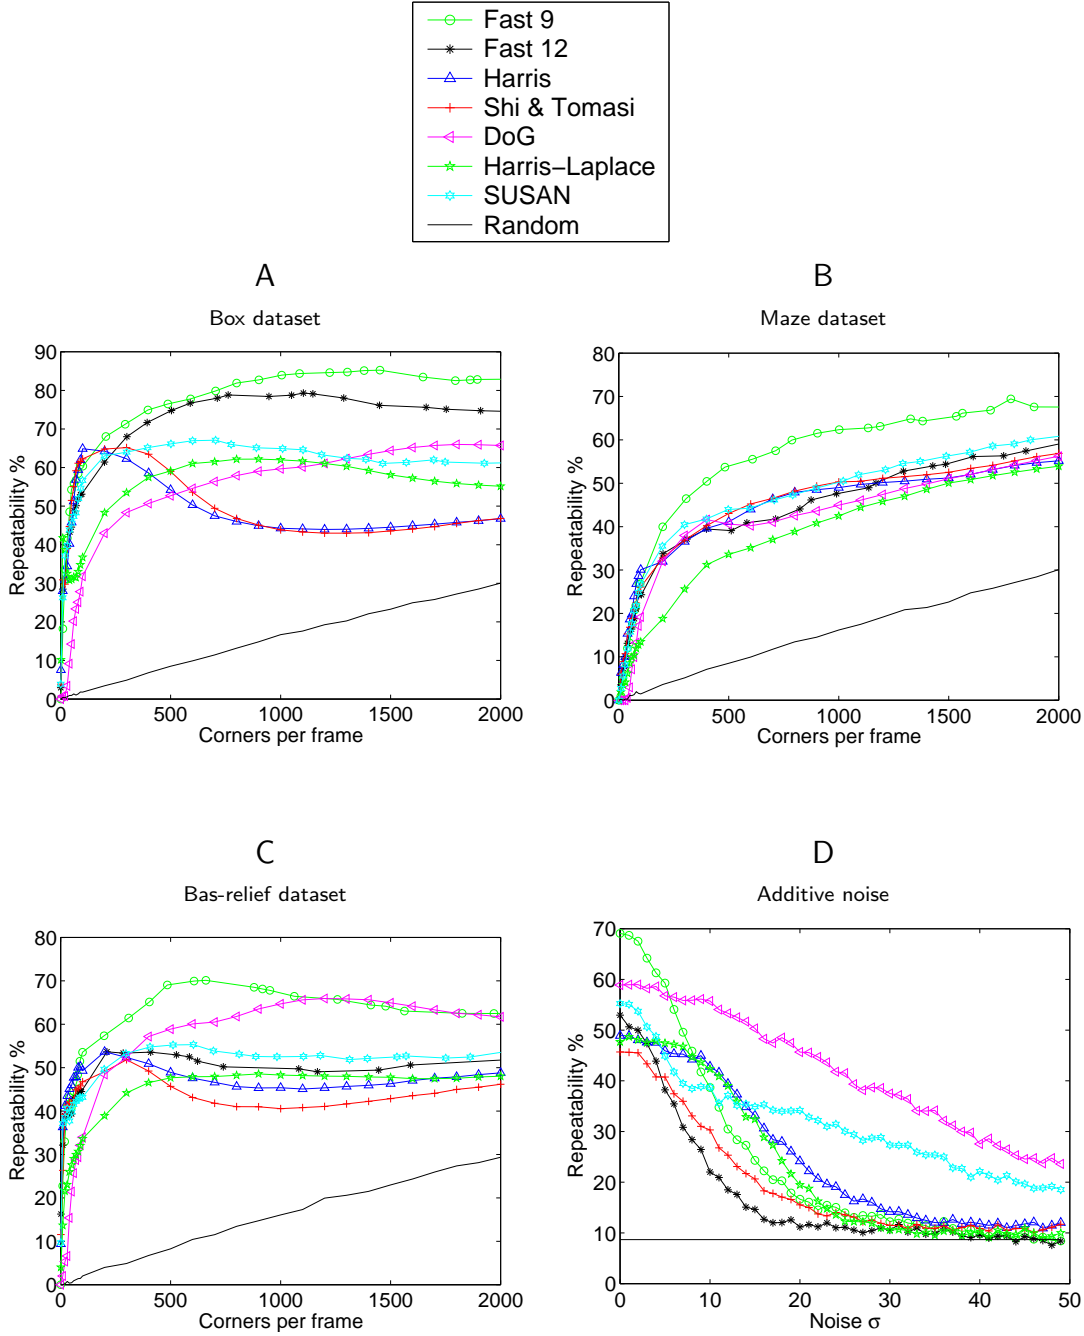 Fast 9
Fast 12
Harris
Shi & Tomasi
DoG
Harris−Laplace
SUSAN
Random
A
Box dataset
90
80
70
60
50
40
30
20
10
0
0 500 1000 1500 2000
Repeatability %
Corners per frame
B
Maze dataset
80
70
60
50
40
30
20
10
0
0 500 1000 1500 2000
Repeatability %
Corners per frame
C
Bas-relief dataset
80
70
60
50
40
30
20
10
0
0 500 1000 1500 2000
Repeatability %
Corners per frame
D
Additive noise
70
60
50
40
30
20
10
0
0 10 20 30 40 50
Repeatability %
Noise σ